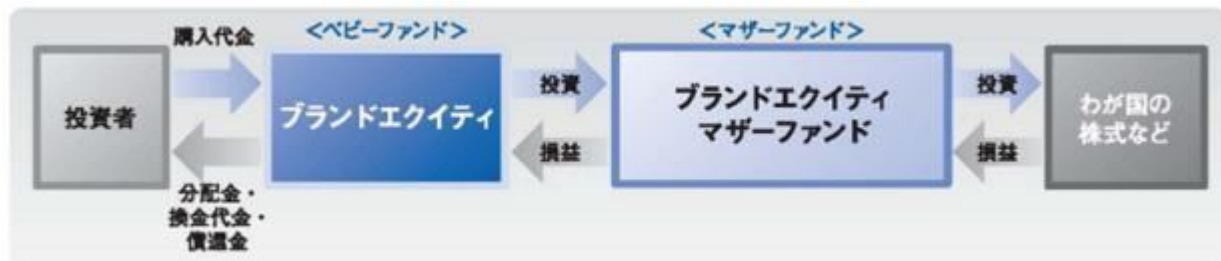 購入代金
<ベビーファンド>
<マザーファンド>
投資者
ブランドエクイティ
投資
損益
ブランドエクイティ
マザーファンド
投資
損益
わが国の
株式など
分配金・
換金代金・
償還金